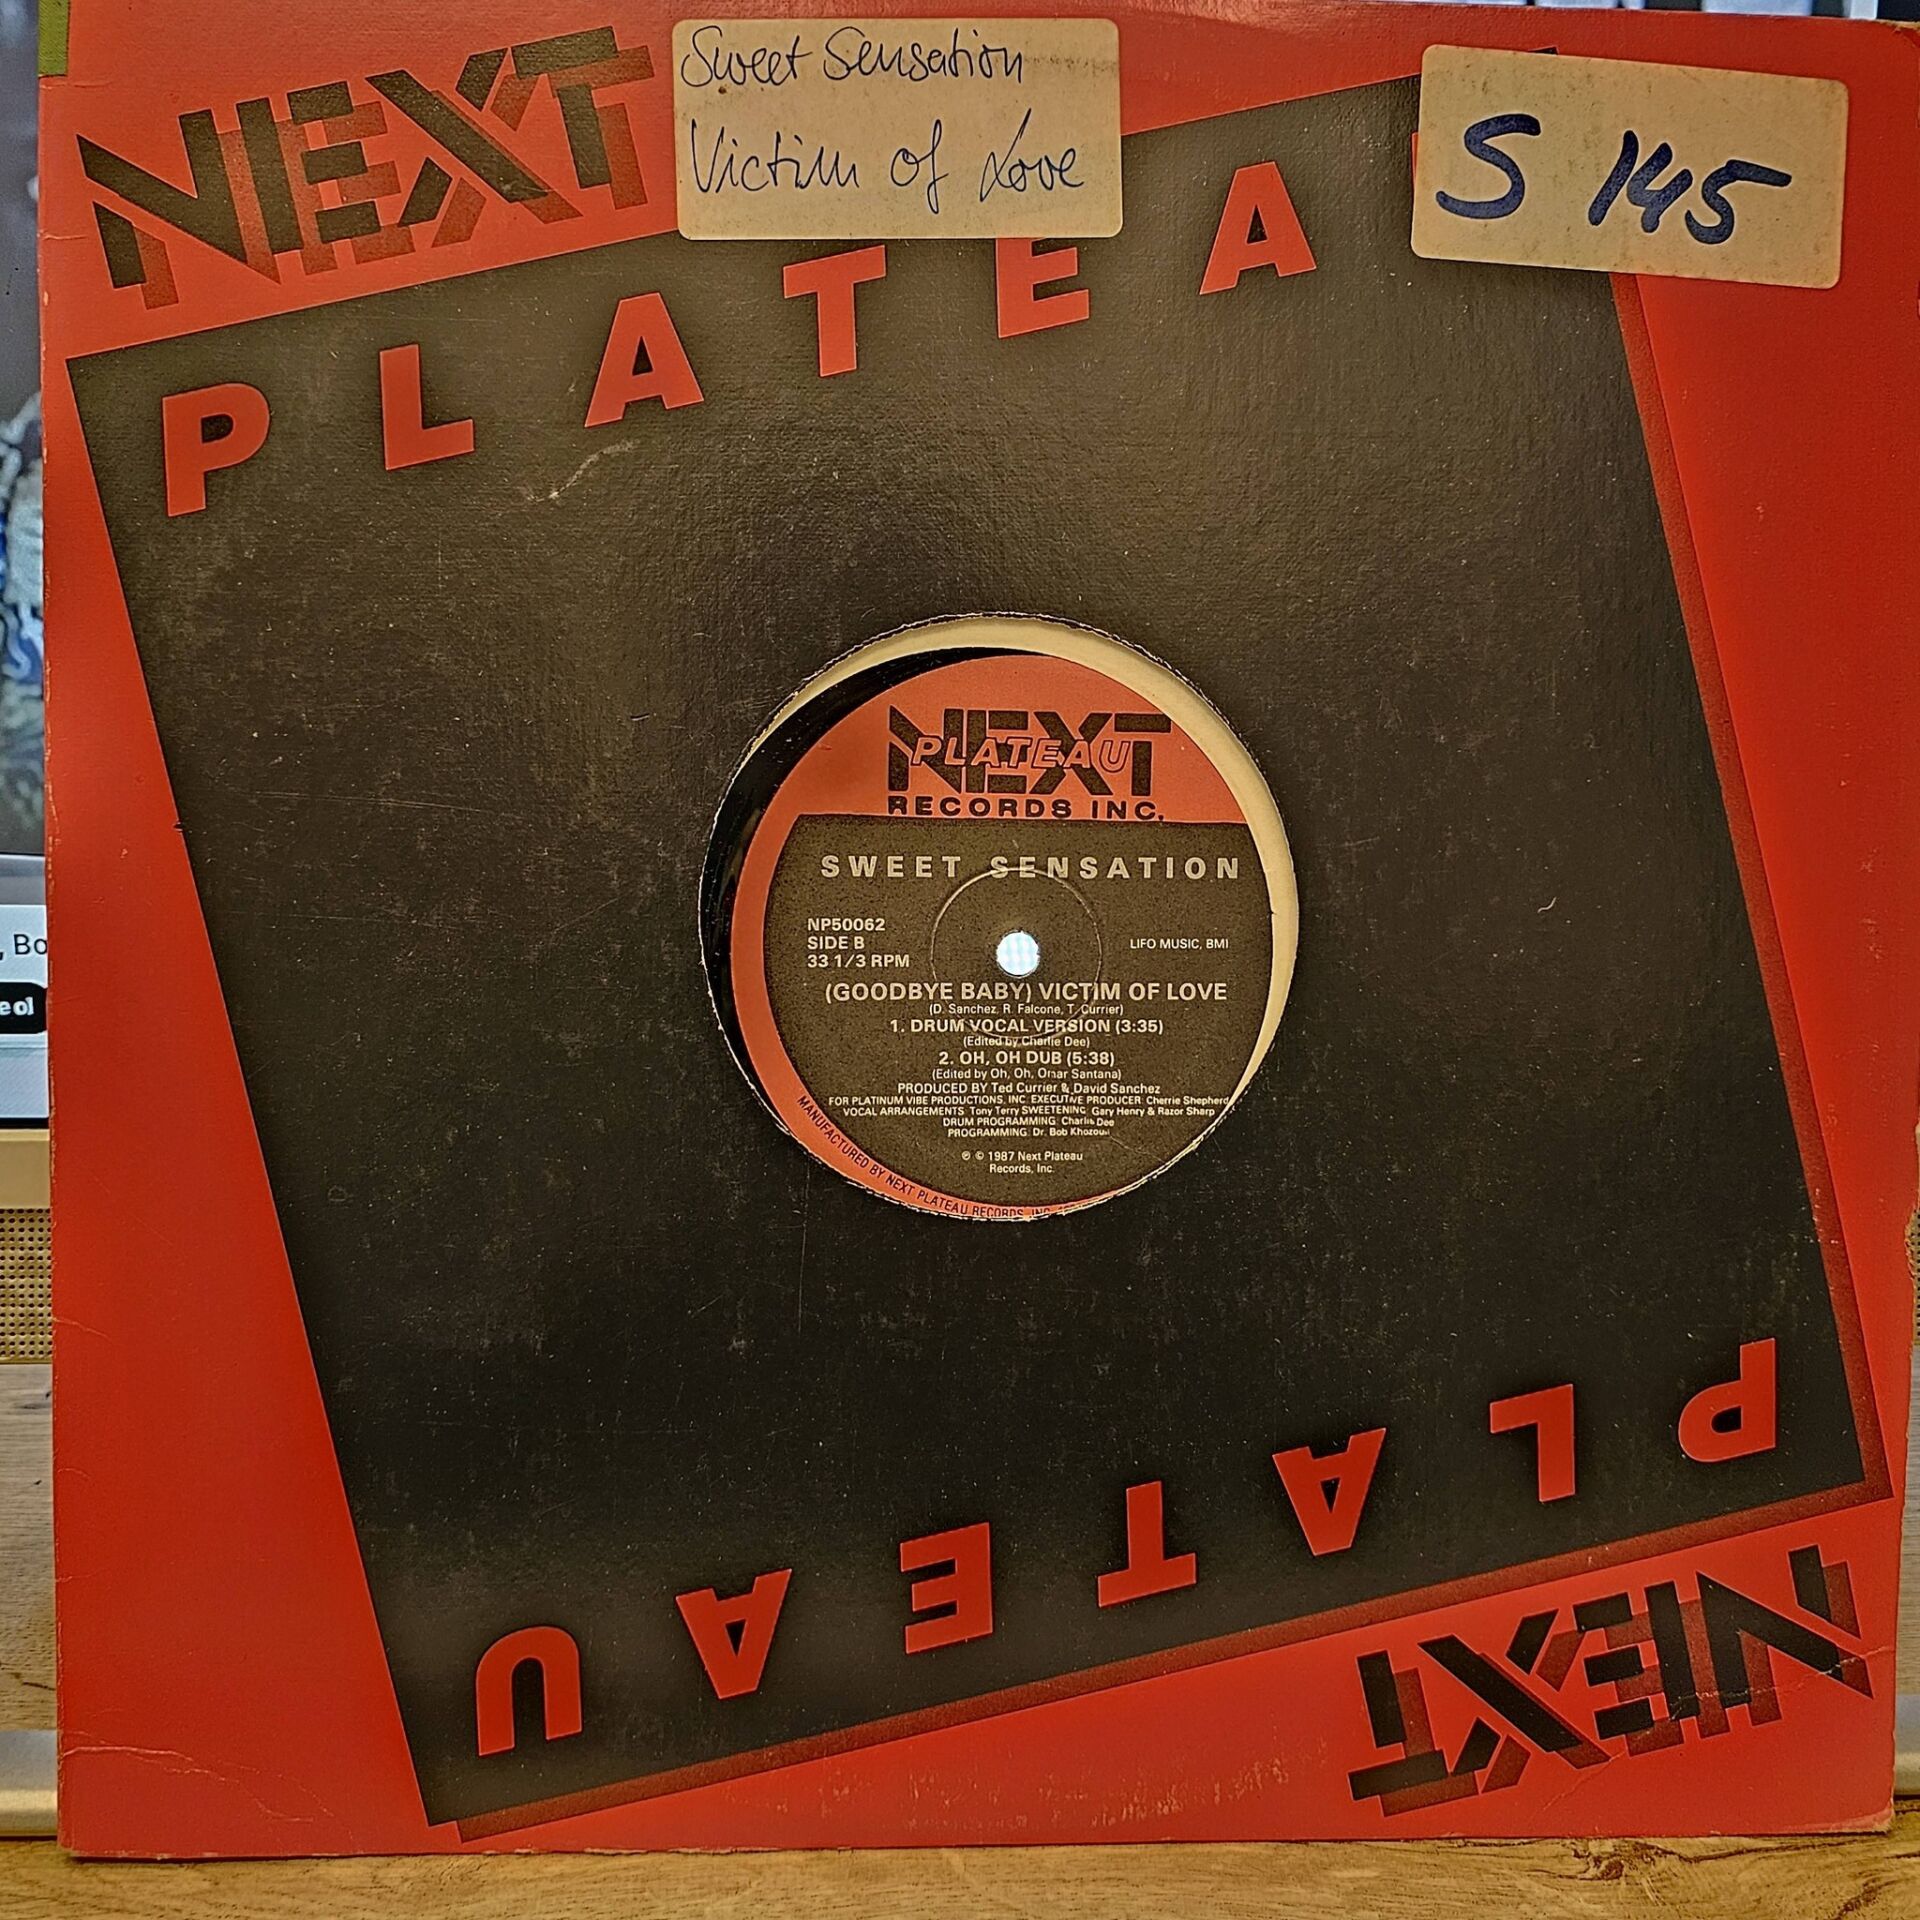 NEXT
Sweet Sensation
Victim of Love
S 145
PLATEA
NEXT
PLATEAU
RECORDS INC.
SWEET SENSATION
NP50062
SIDE B
33 1/3 RPM
LIFO MUSIC, BMI
(GOODBYE BABY) VICTIM OF LOVE
(D. Sanchez, R. Falcone, T. Currier)
1. DRUM VOCAL VERSION (3:35)
(Edited by Charlie Dee)
2. OH, OH DUB (5:38)
(Edited by Oh, Oh, Omar Santana)
PRODUCED BY Ted Currier & David Sanchez
FOR PLATINUM VIBE PRODUCTIONS, INC. EXECUTIVE PRODUCER: Cherrie Shepherd
VOCAL ARRANGEMENTS: Tony Terry SWEETENING: Gary Henry & Razor Sharp
DRUM PROGRAMMING: Charlie Dee
PROGRAMMING: Dr. Bob Khozouri
℗ © 1987 Next Plateau
Records, Inc.
MANUFACTURED BY NEXT PLATEAU RECORDS, INC.
, Bo
eol
PLATEAU
NEXT